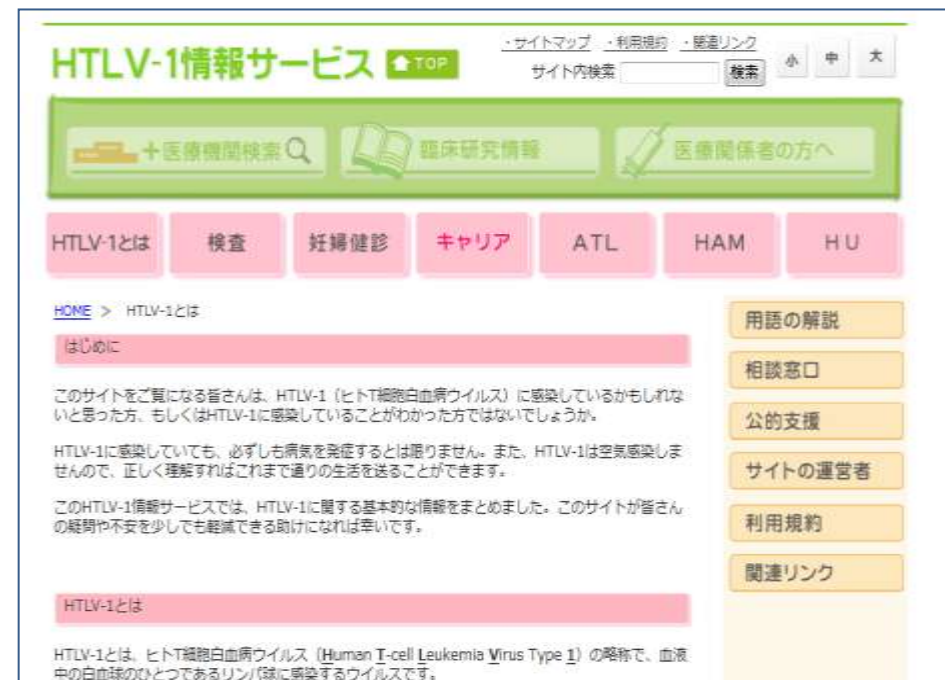 ・サイトマップ ・利用規約 ・関連リンク
HTLV-1情報サービス TOP
サイト内検索 検索 小 中 大
医療機関検索 臨床研究情報 医療関係者の方へ
HTLV-1とは 検査 妊婦健診 キャリア ATL HAM HU
HOME > HTLV-1とは
はじめに
このサイトをご覧になる皆さんは、HTLV-1（ヒトT細胞白血病ウイルス）に感染しているかもしれな
いと思った方、もしくはHTLV-1に感染していることがわかった方ではないでしょうか。
HTLV-1に感染していても、必ずしも病気を発症するとは限りません。また、HTLV-1は空気感染しま
せんので、正しく理解すればこれまで通りの生活を送ることができます。
このHTLV-1情報サービスでは、HTLV-1に関する基本的な情報をまとめました。このサイトが皆さん
の疑問や不安を少しでも軽減できる助けになれば幸いです。
HTLV-1とは
HTLV-1とは、ヒトT細胞白血病ウイルス（Human T-cell Leukemia Virus Type 1）の略称で、血液
中の白血球のひとつであるリンパ球に感染するウイルスです。
用語の解説
相談窓口
公的支援
サイトの運営者
利用規約
関連リンク